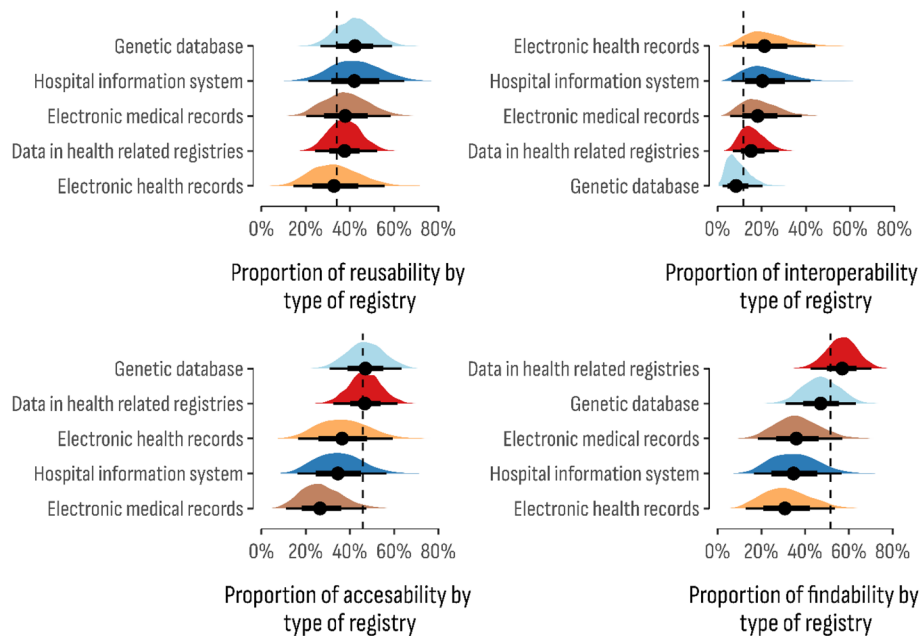 Genetic database
Hospital information system
Electronic medical records
Data in health related registries
Electronic health records
0% 20% 40% 60% 80%
Proportion of reusability by
type of registry
Electronic health records
Hospital information system
Electronic medical records
Data in health related registries
Genetic database
0% 20% 40% 60% 80%
Proportion of interoperability
type of registry
Genetic database
Data in health related registries
Electronic health records
Hospital information system
Electronic medical records
0% 20% 40% 60% 80%
Proportion of accesability by
type of registry
Data in health related registries
Genetic database
Electronic medical records
Hospital information system
Electronic health records
0% 20% 40% 60% 80%
Proportion of findability by
type of registry